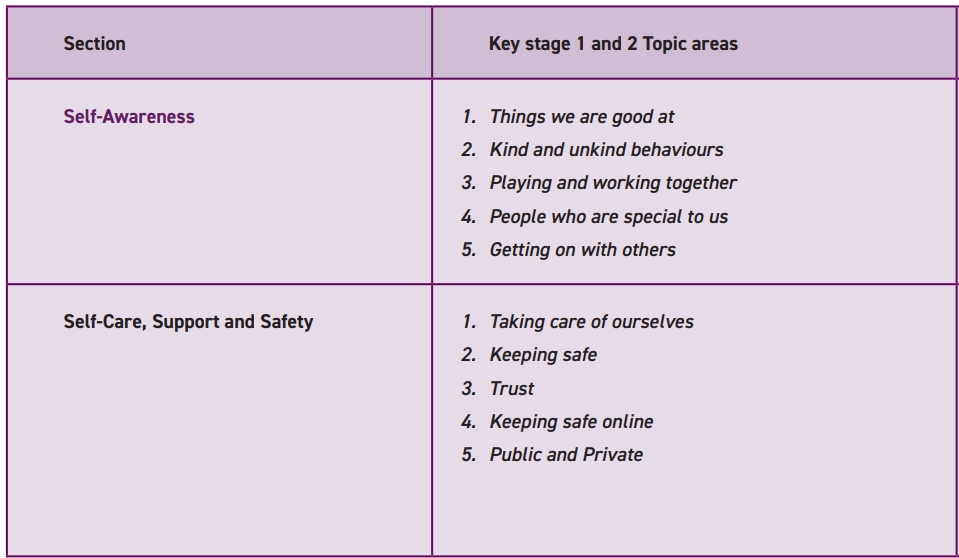 Section
Key stage 1 and 2 Topic areas
Self-Awareness
1. Things we are good at
2. Kind and unkind behaviours
3. Playing and working together
4. People who are special to us
5. Getting on with others
Self-Care, Support and Safety
1. Taking care of ourselves
2. Keeping safe
3. Trust
4. Keeping safe online
5. Public and Private